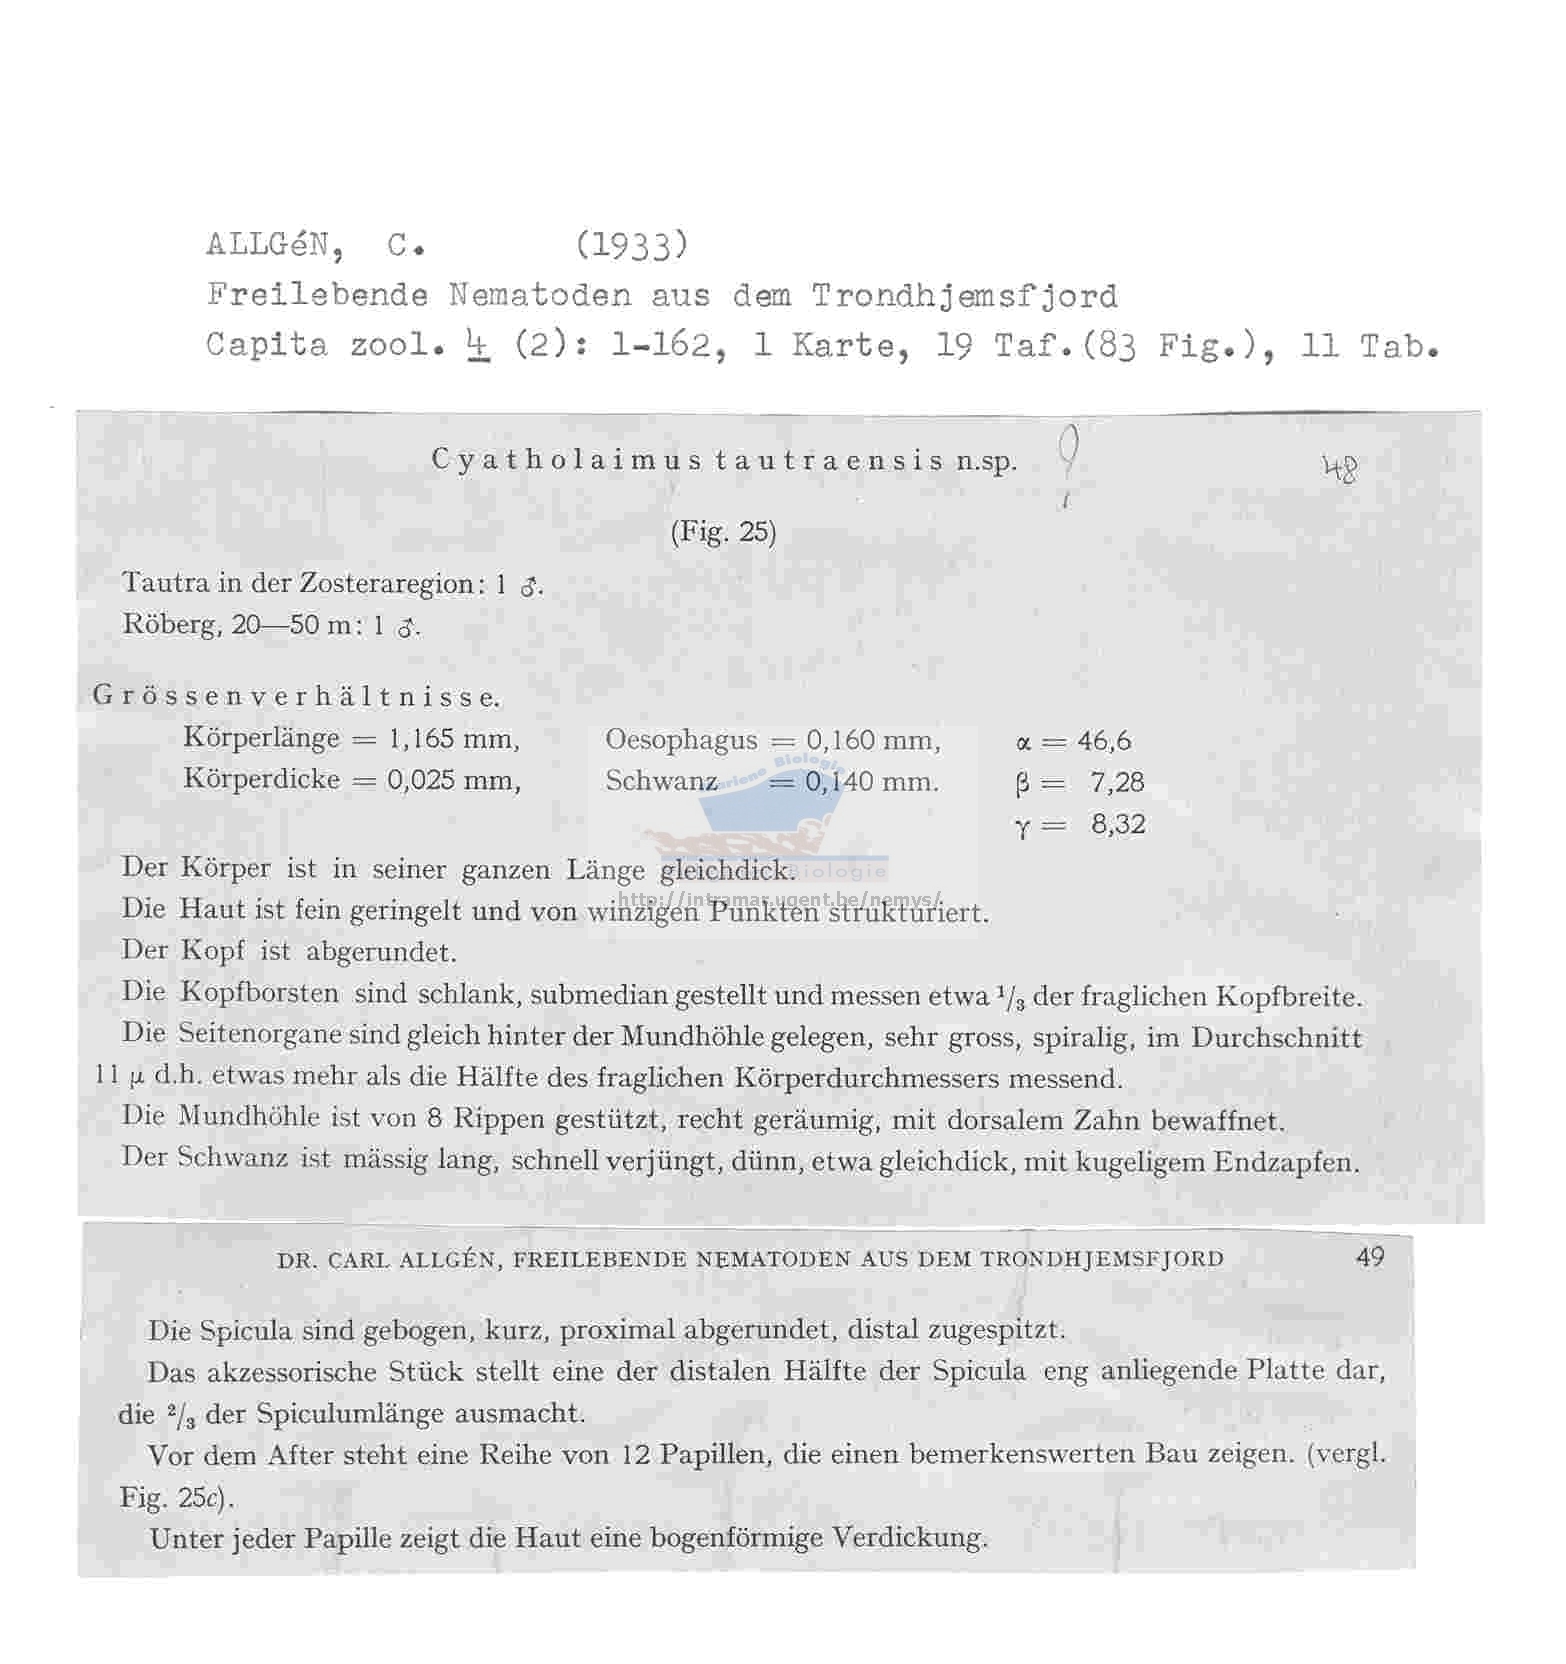 ALLGéN, C. (1933)
Freilebende Nematoden aus dem Trondhjemsfjord
Capita zool. 4 (2): 1-162, 1 Karte, 19 Taf.(83 Fig.), 11 Tab.
Cyatholaimus tautraensis n.sp.
48
(Fig. 25)
Tautra in der Zosteraregion: 1 ♂.
Röberg, 20—50 m: 1 ♂.
Grössenverhältnisse.
Körperlänge = 1,165 mm, Oesophagus = 0,160 mm, α = 46,6
Körperdicke = 0,025 mm, Schwanz = 0,140 mm. β = 7,28
γ = 8,32
Der Körper ist in seiner ganzen Länge gleichdick.
Die Haut ist fein geringelt und von winzigen Punkten strukturiert.
Der Kopf ist abgerundet.
Die Kopfborsten sind schlank, submedian gestellt und messen etwa 1/3 der fraglichen Kopfbreite.
Die Seitenorgane sind gleich hinter der Mundhöhle gelegen, sehr gross, spiralig, im Durchschnitt
11 μ d.h. etwas mehr als die Hälfte des fraglichen Körperdurchmessers messend.
Die Mundhöhle ist von 8 Rippen gestützt, recht geräumig, mit dorsalem Zahn bewaffnet.
Der Schwanz ist mässig lang, schnell verjüngt, dünn, etwa gleichdick, mit kugeligem Endzapfen.
Biologie
Biologie
http://intramar.ugent.be/nemys/
DR. CARL ALLGÉN, FREILEBENDE NEMATODEN AUS DEM TRONDHJEMSFJORD 49
Die Spicula sind gebogen, kurz, proximal abgerundet, distal zugespitzt.
Das akzessorische Stück stellt eine der distalen Hälfte der Spicula eng anliegende Platte dar,
die 2/3 der Spiculumlänge ausmacht.
Vor dem After steht eine Reihe von 12 Papillen, die einen bemerkenswerten Bau zeigen. (vergl.
Fig. 25c).
Unter jeder Papille zeigt die Haut eine bogenförmige Verdickung.